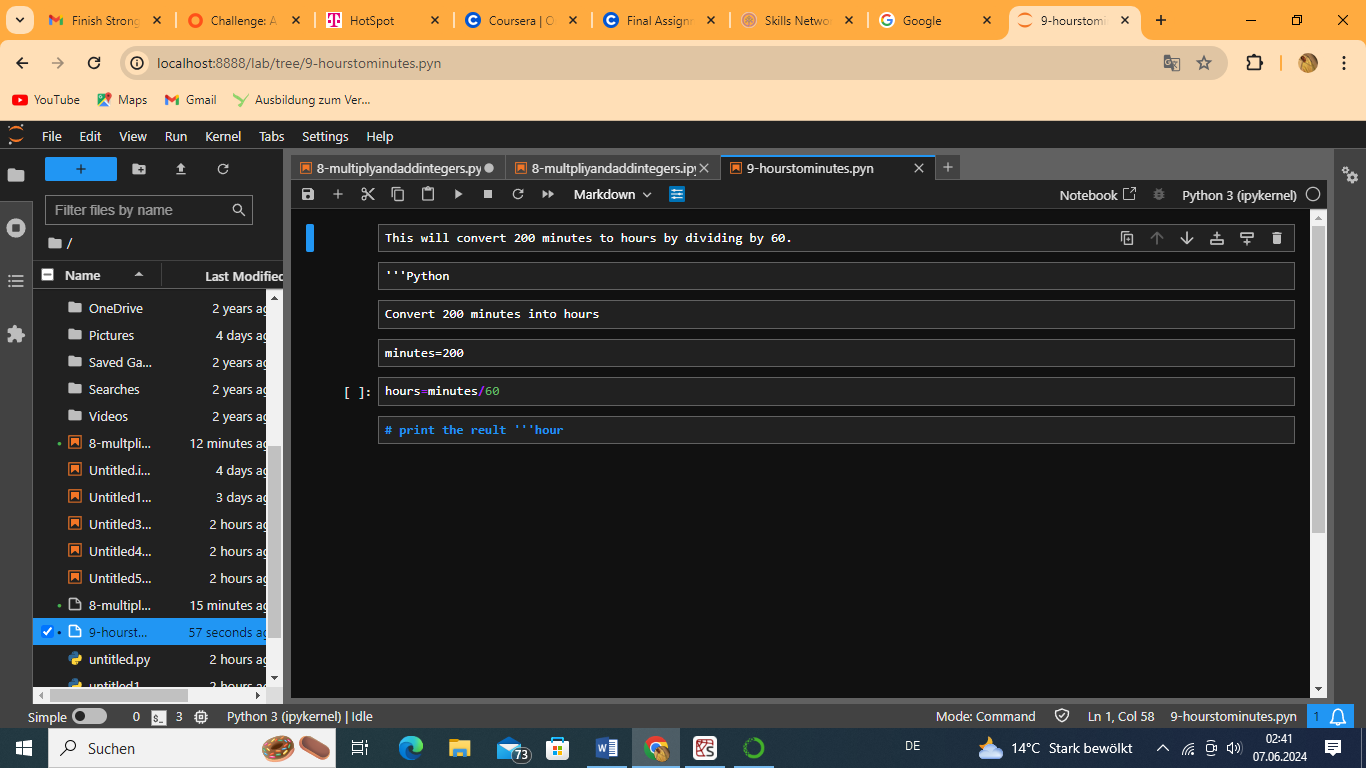 Finish Strong
Challenge: A
HotSpot
Coursera | O
Final Assignm
Skills Networ
Google
9-hourstomi
localhost:8888/lab/tree/9-hourstominutes.pyn
YouTube
Maps
Gmail
Ausbildung zum Ver...
File Edit View Run Kernel Tabs Settings Help
8-multiplyandaddintegers.py
8-multpliyandaddintegers.ipy
9-hourstominutes.pyn
+
Filter files by name
Markdown
Notebook
Python 3 (ipykernel)
/
Name
Last Modified
OneDrive 2 years ag
Pictures 4 days ag
Saved Ga... 2 years ag
Searches 2 years ag
Videos 2 years ag
8-multpli... 12 minutes ag
Untitled.i... 4 days ag
Untitled1... 3 days ag
Untitled3... 2 hours ag
Untitled4... 2 hours ag
Untitled5... 2 hours ag
8-multipl... 15 minutes ag
9-hourst... 57 seconds ag
untitled.py 2 hours ag
untitled1 2 hours ag
This will convert 200 minutes to hours by dividing by 60.
'''Python
Convert 200 minutes into hours
minutes=200
[ ]: hours=minutes/60
# print the reult '''hour
Simple 0 3 Python 3 (ipykernel) | Idle
Mode: Command Ln 1, Col 58 9-hourstominutes.pyn 1
Suchen
73
DE
14°C Stark bewölkt
02:41
07.06.2024